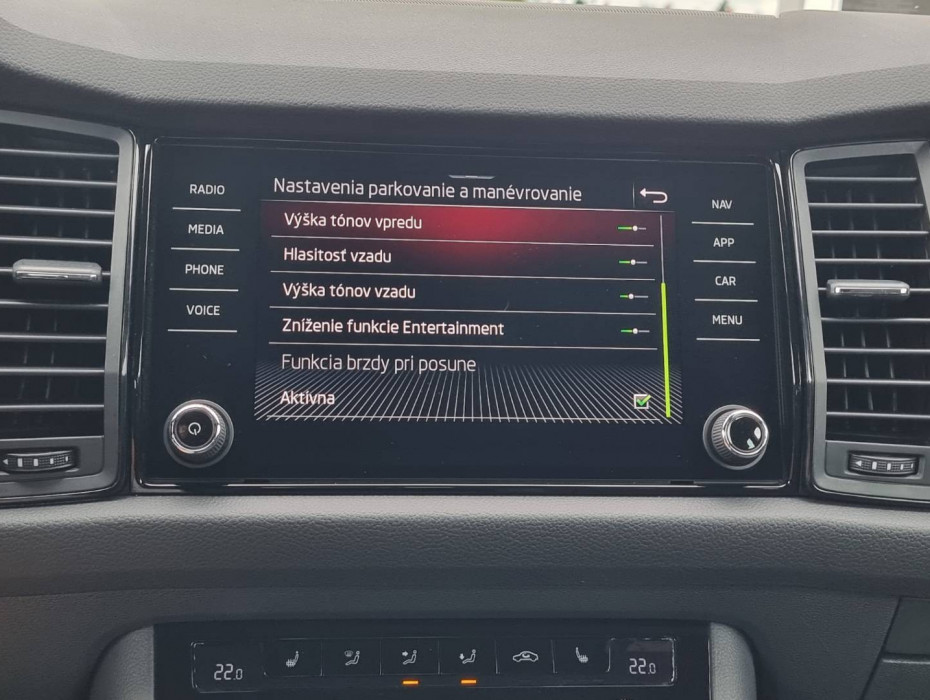 RADIO
MEDIA
PHONE
VOICE
Nastavenia parkovanie a manévrovanie
Výška tónov vpredu
Hlasitosť vzadu
Výška tónov vzadu
Zníženie funkcie Entertainment
Funkcia brzdy pri posune
Aktívna
NAV
APP
CAR
MENU
22.0
22.0